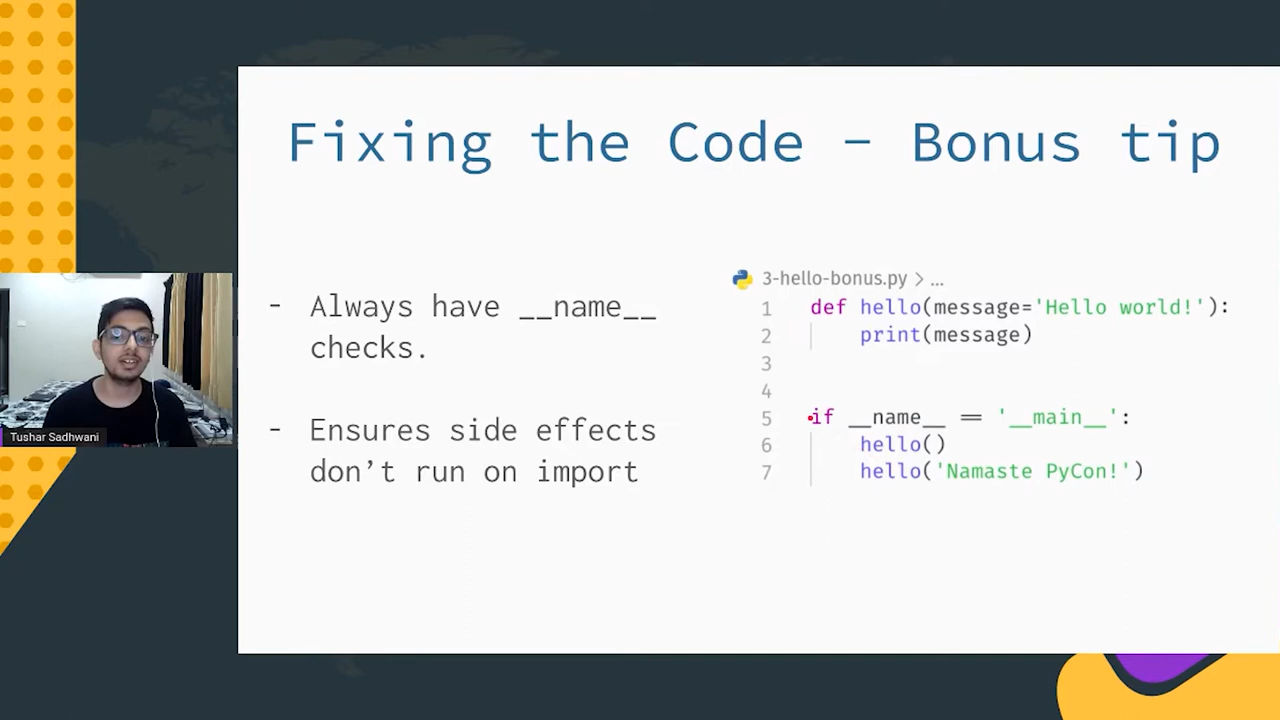 Fixing the Code - Bonus tip
- Always have __name__
checks.
- Ensures side effects
don’t run on import
3-hello-bonus.py > ...
1 def hello(message='Hello world!'):
2 print(message)
3
4
5 if __name__ == '__main__':
6 hello()
7 hello('Namaste PyCon!')
Tushar Sadhwani